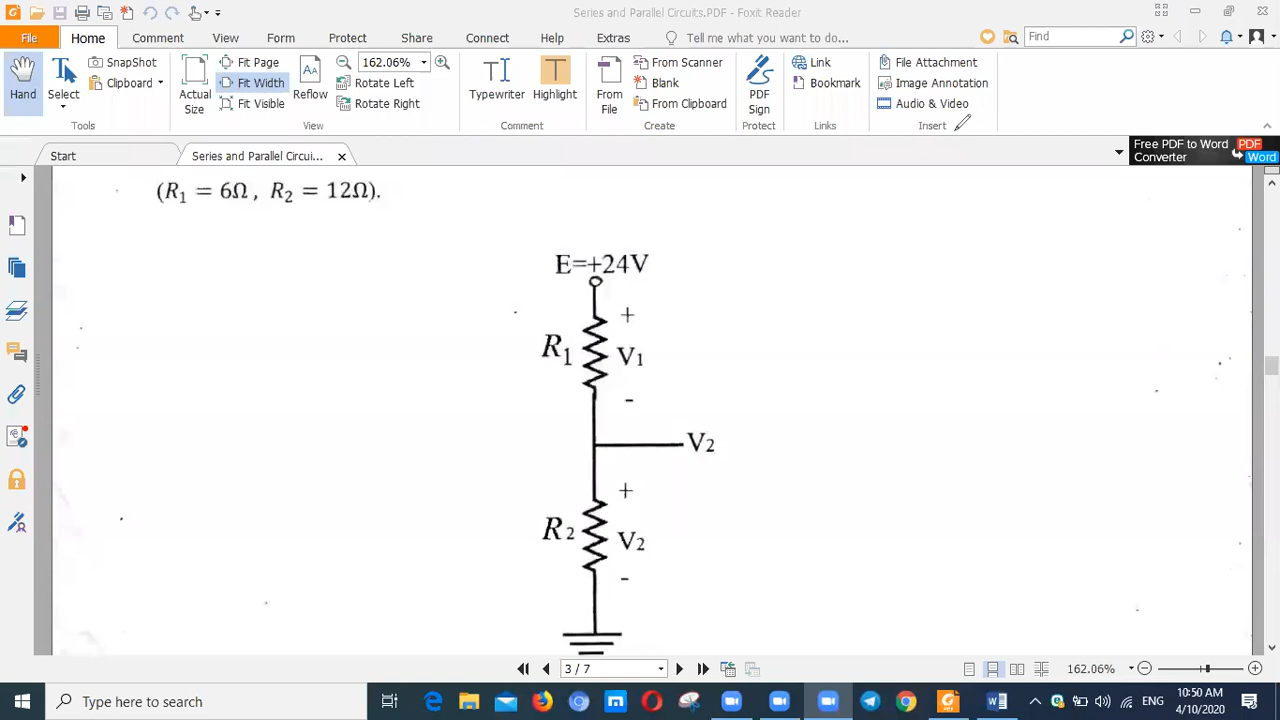 Series and Parallel Circuits.PDF - Foxit Reader
File Home Comment View Form Protect Share Connect Help Extras Tell me what you want to do... Find
Hand
Select
SnapShot
Clipboard
Tools
Actual Size
Fit Page
Fit Width
Fit Visible
Reflow
162.06%
Rotate Left
Rotate Right
View
Typewriter
Highlight
Comment
From File
From Scanner
Blank
From Clipboard
Create
PDF Sign
Protect
Link
Bookmark
Links
File Attachment
Image Annotation
Audio & Video
Insert
Start
Series and Parallel Circui...
Free PDF to Word PDF
Converter Word
(R₁ = 6Ω , R₂ = 12Ω).
E=+24V
+
R₁ V₁
-
V₂
+
R₂ V₂
-
3 / 7
162.06%
Type here to search
ENG
10:50 AM
4/10/2020